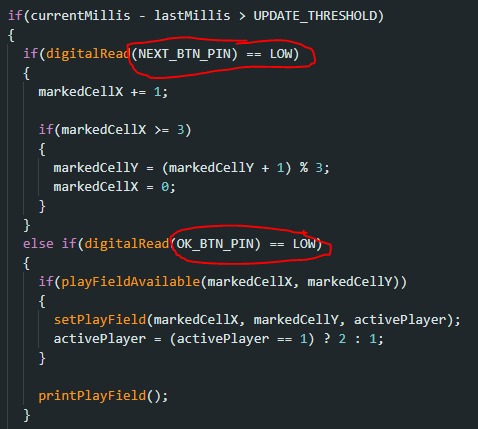 if(currentMillis - lastMillis > UPDATE_THRESHOLD)
{
if(digitalRead(NEXT_BTN_PIN) == LOW)
{
markedCellX += 1;
if(markedCellX >= 3)
{
markedCellY = (markedCellY + 1) % 3;
markedCellX = 0;
}
}
else if(digitalRead(OK_BTN_PIN) == LOW)
{
if(playFieldAvailable(markedCellX, markedCellY))
{
setPlayField(markedCellX, markedCellY, activePlayer);
activePlayer = (activePlayer == 1) ? 2 : 1;
}
printPlayField();
}